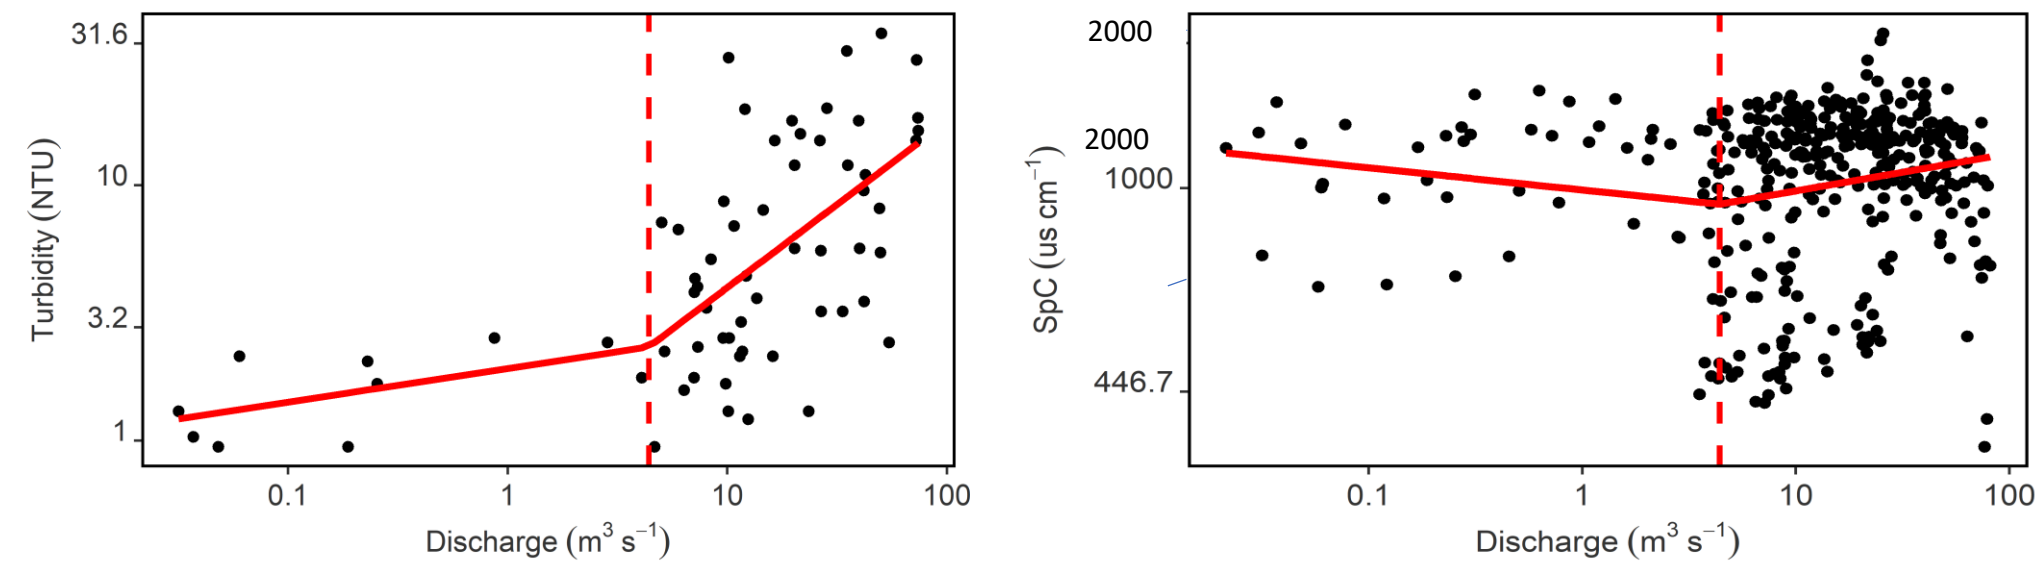 31.6
10
3.2
1
Turbidity (NTU)
0.1 1 10 100
Discharge (m³ s⁻¹)
2000
2000
1000
446.7
SpC (us cm⁻¹)
0.1 1 10 100
Discharge (m³ s⁻¹)